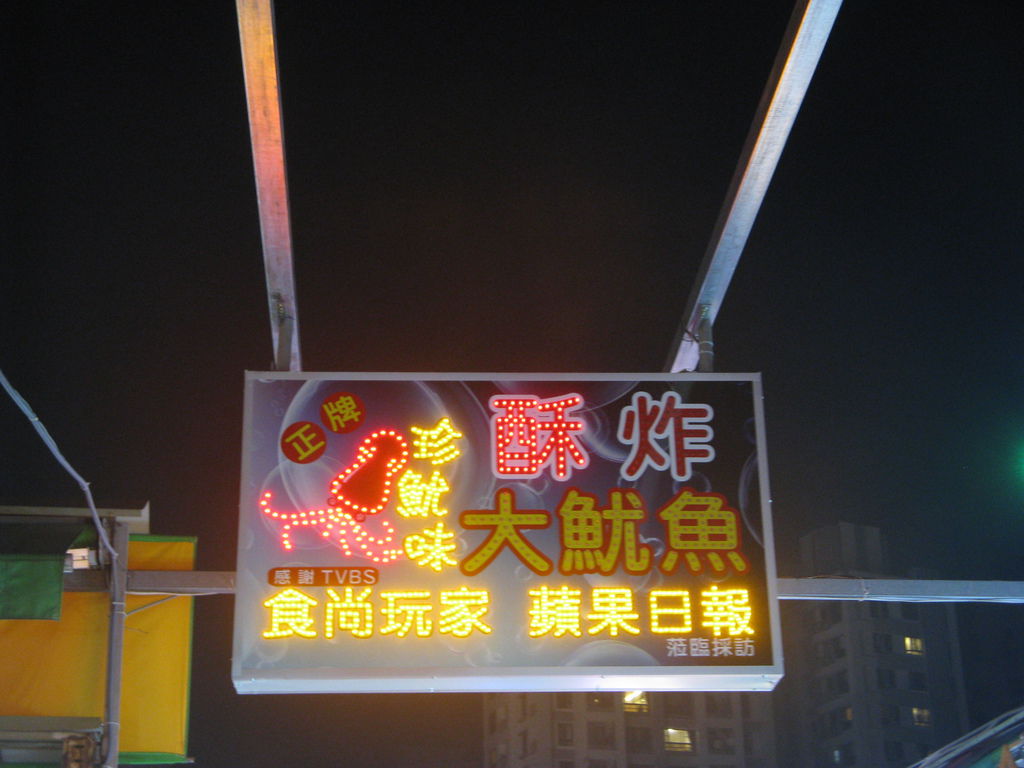 正牌
珍魷味
酥炸
大魷魚
感謝TVBS
食尚玩家 蘋果日報
蒞臨採訪